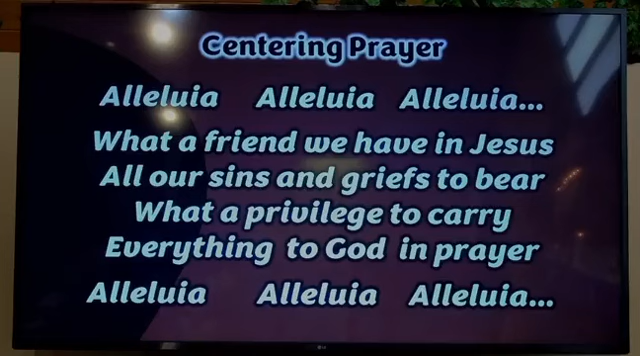 Centering Prayer
Alleluia Alleluia Alleluia...
What a friend we have in Jesus
All our sins and griefs to bear
What a privilege to carry
Everything to God in prayer
Alleluia Alleluia Alleluia...
LG